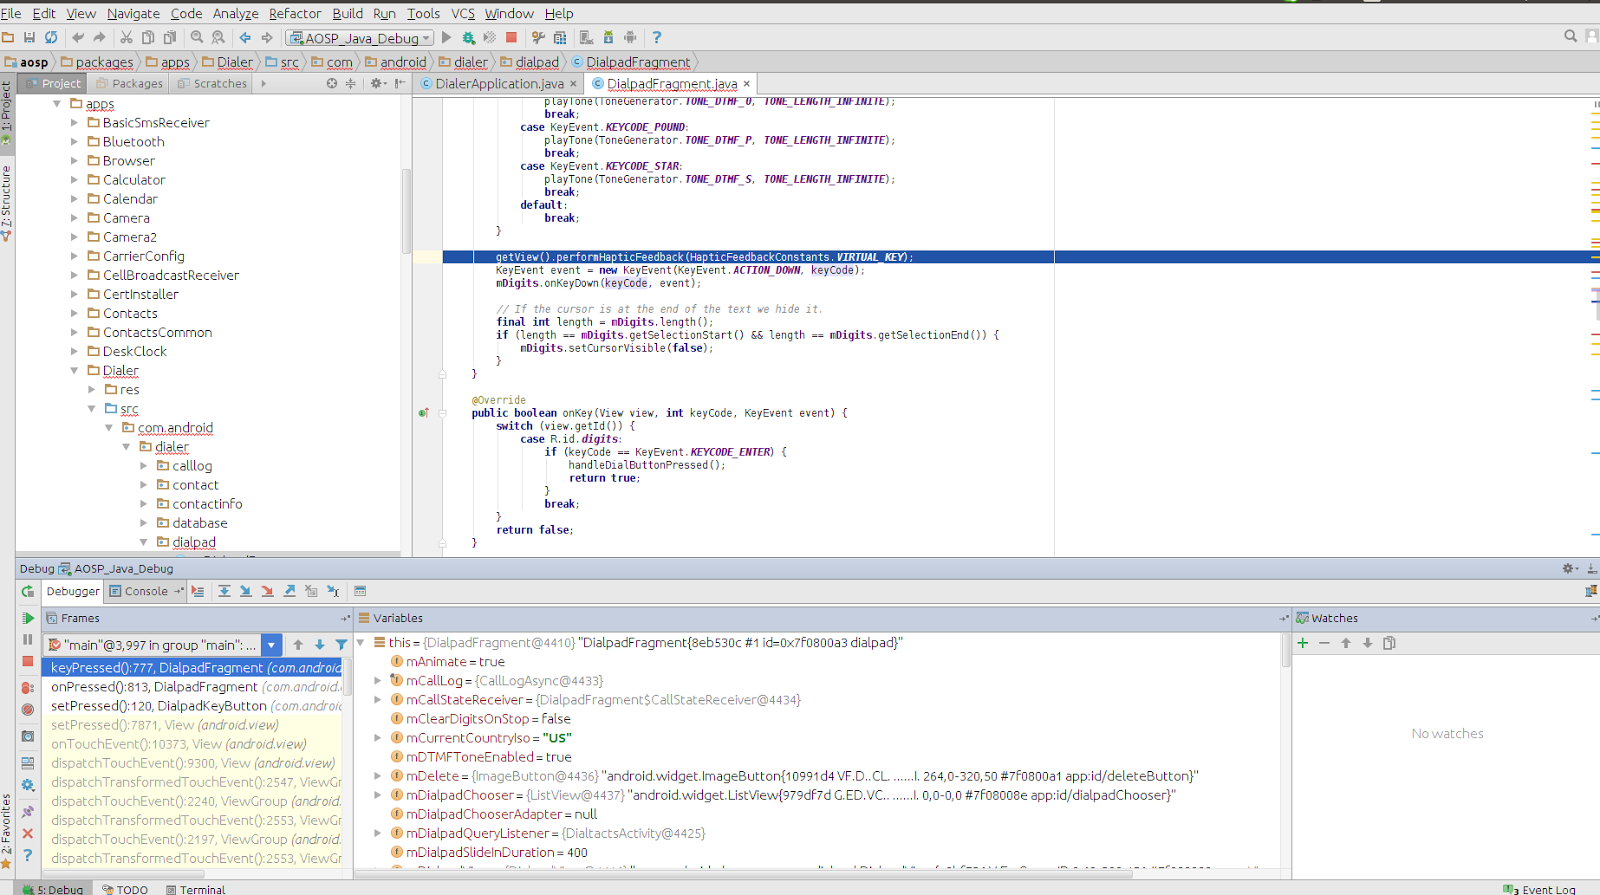 File Edit View Navigate Code Analyze Refactor Build Run Tools VCS Window Help
AOSP_Java_Debug
aosp packages apps Dialer src com android dialer dialpad DialpadFragment
Project Packages Scratches
DialerApplication.java DialpadFragment.java
1: Project
7: Structure
2: Favorites
apps
BasicSmsReceiver
Bluetooth
Browser
Calculator
Calendar
Camera
Camera2
CarrierConfig
CellBroadcastReceiver
CertInstaller
Contacts
ContactsCommon
DeskClock
Dialer
res
src
com.android
dialer
calllog
contact
contactinfo
database
dialpad
playTone(ToneGenerator.TONE_DTMF_0, TONE_LENGTH_INFINITE);
break;
case KeyEvent.KEYCODE_POUND:
playTone(ToneGenerator.TONE_DTMF_P, TONE_LENGTH_INFINITE);
break;
case KeyEvent.KEYCODE_STAR:
playTone(ToneGenerator.TONE_DTMF_S, TONE_LENGTH_INFINITE);
break;
default:
break;
}
getView().performHapticFeedback(HapticFeedbackConstants.VIRTUAL_KEY);
KeyEvent event = new KeyEvent(KeyEvent.ACTION_DOWN, keyCode);
mDigits.onKeyDown(keyCode, event);
// If the cursor is at the end of the text we hide it.
final int length = mDigits.length();
if (length == mDigits.getSelectionStart() && length == mDigits.getSelectionEnd()) {
mDigits.setCursorVisible(false);
}
}
@Override
public boolean onKey(View view, int keyCode, KeyEvent event) {
switch (view.getId()) {
case R.id.digits:
if (keyCode == KeyEvent.KEYCODE_ENTER) {
handleDialButtonPressed();
return true;
}
break;
}
return false;
}
Debug AOSP_Java_Debug
Debugger Console
Frames
"main"@3,997 in group "main": ...
keyPressed():777, DialpadFragment (com.android
onPressed():813, DialpadFragment (com.android.
setPressed():120, DialpadKeyButton (com.android.
setPressed():7871, View (android.view)
onTouchEvent():10373, View (android.view)
dispatchTouchEvent():9300, View (android.view)
dispatchTransformedTouchEvent():2547, ViewGr
dispatchTouchEvent():2240, ViewGroup (android.
dispatchTransformedTouchEvent():2553, ViewGr
dispatchTouchEvent():2197, ViewGroup (android.
dispatchTransformedTouchEvent():2553, ViewGr
Variables
this = {DialpadFragment@4410} "DialpadFragment{8eb530c #1 id=0x7f0800a3 dialpad}"
mAnimate = true
mCallLog = {CallLogAsync@4433}
mCallStateReceiver = {DialpadFragment$CallStateReceiver@4434}
mClearDigitsOnStop = false
mCurrentCountryIso = "US"
mDTMFToneEnabled = true
mDelete = {ImageButton@4436} "android.widget.ImageButton{10991d4 VF.D..CL. ......I. 264,0-320,50 #7f0800a1 app:id/deleteButton}"
mDialpadChooser = {ListView@4437} "android.widget.ListView{979df7d G.ED.VC.. ......I. 0,0-0,0 #7f08008e app:id/dialpadChooser}"
mDialpadChooserAdapter = null
mDialpadQueryListener = {DialtactsActivity@4425}
mDialpadSlideInDuration = 400
Watches
No watches
5: Debug TODO Terminal
3 Event Log